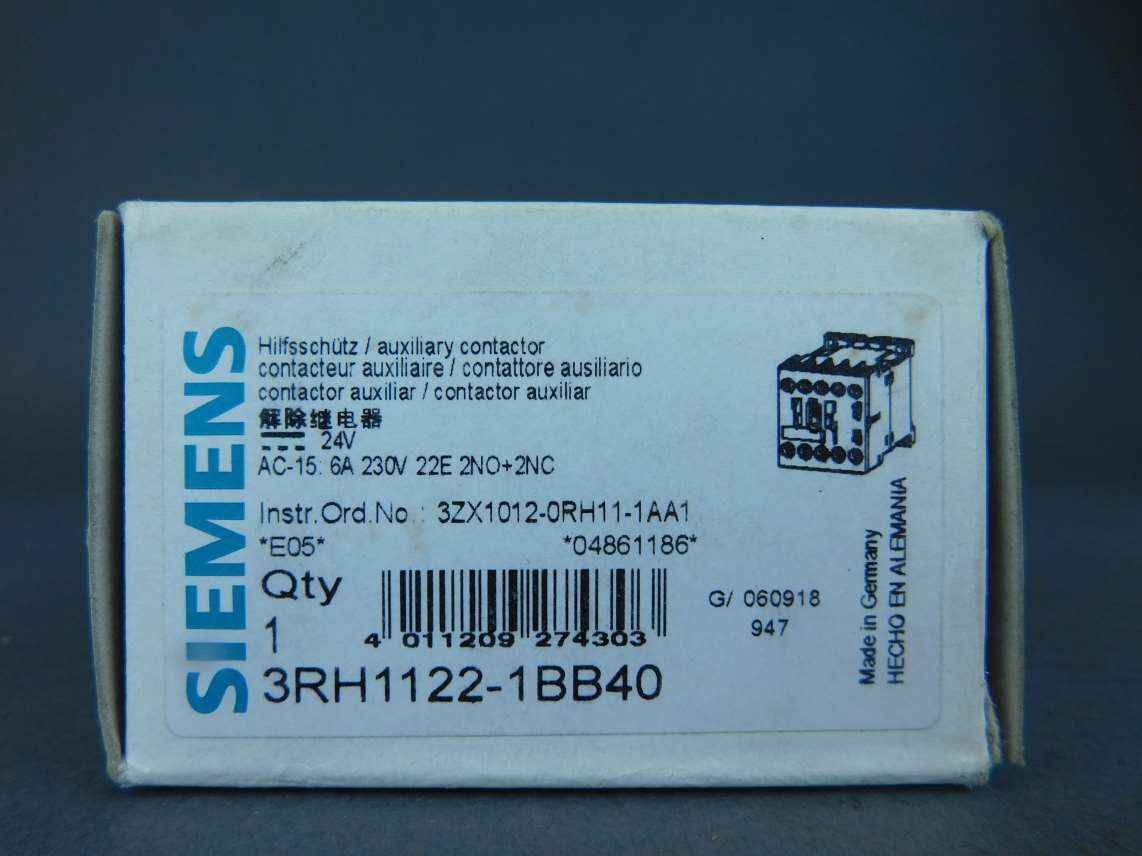 SIEMENS
Hilfsschütz / auxiliary contactor
contacteur auxiliaire / contattore ausiliario
contactor auxiliar / contactor auxiliar
解除继电器
24V
AC-15: 6A 230V 22E 2NO+2NC
Instr.Ord.No : 3ZX1012-0RH11-1AA1
*E05* *04861186*
Qty
1
4 011209 274303
G/ 060918
947
3RH1122-1BB40
Made in Germany
HECHO EN ALEMANIA